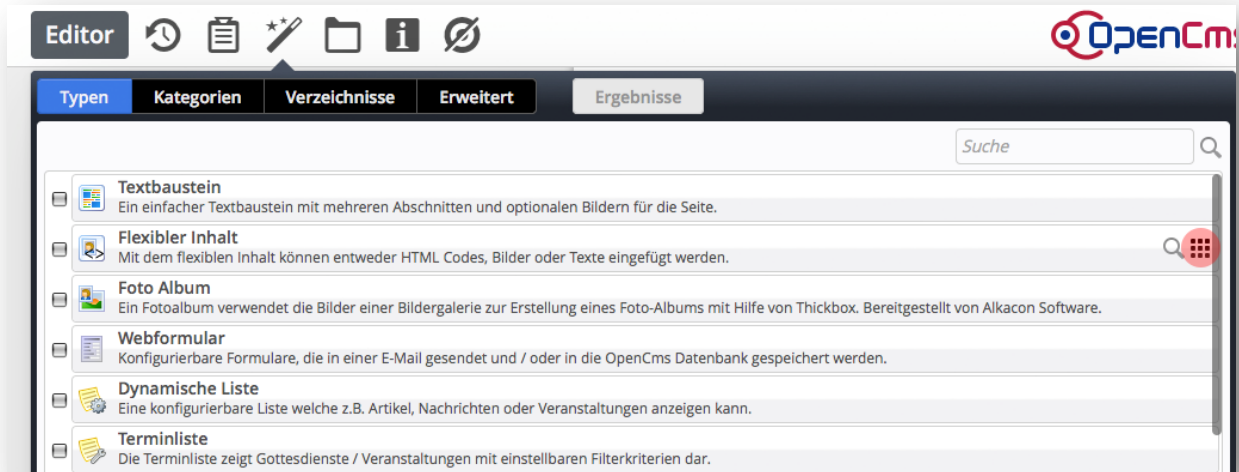 Editor
OpenCms
Typen Kategorien Verzeichnisse Erweitert Ergebnisse
Suche
Textbaustein
Ein einfacher Textbaustein mit mehreren Abschnitten und optionalen Bildern für die Seite.
Flexibler Inhalt
Mit dem flexiblen Inhalt können entweder HTML Codes, Bilder oder Texte eingefügt werden.
Foto Album
Ein Fotoalbum verwendet die Bilder einer Bildergalerie zur Erstellung eines Foto-Albums mit Hilfe von Thickbox. Bereitgestellt von Alkacon Software.
Webformular
Konfigurierbare Formulare, die in einer E-Mail gesendet und / oder in die OpenCms Datenbank gespeichert werden.
Dynamische Liste
Eine konfigurierbare Liste welche z.B. Artikel, Nachrichten oder Veranstaltungen anzeigen kann.
Terminliste
Die Terminliste zeigt Gottesdienste / Veranstaltungen mit einstellbaren Filterkriterien dar.